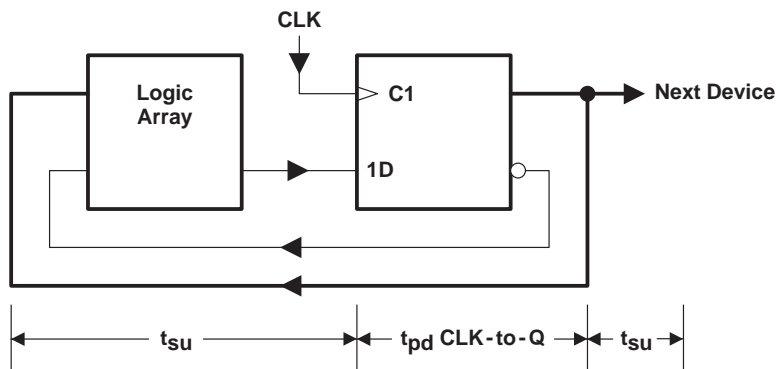 CLK
Logic
Array
C1
1D
Next Device
tsu
tpd CLK-to-Q
tsu